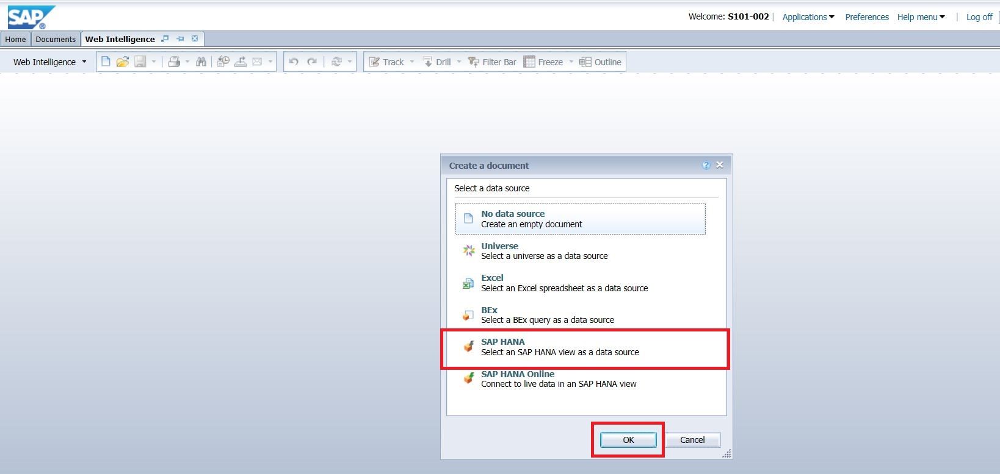 SAP®
Welcome: S101-002 | Applications Preferences Help menu | Log off
Home Documents Web Intelligence
Web Intelligence Track Drill Filter Bar Freeze Outline
Create a document
Select a data source
No data source
Create an empty document
Universe
Select a universe as a data source
Excel
Select an Excel spreadsheet as a data source
BEx
Select a BEx query as a data source
SAP HANA
Select an SAP HANA view as a data source
SAP HANA Online
Connect to live data in an SAP HANA view
OK Cancel